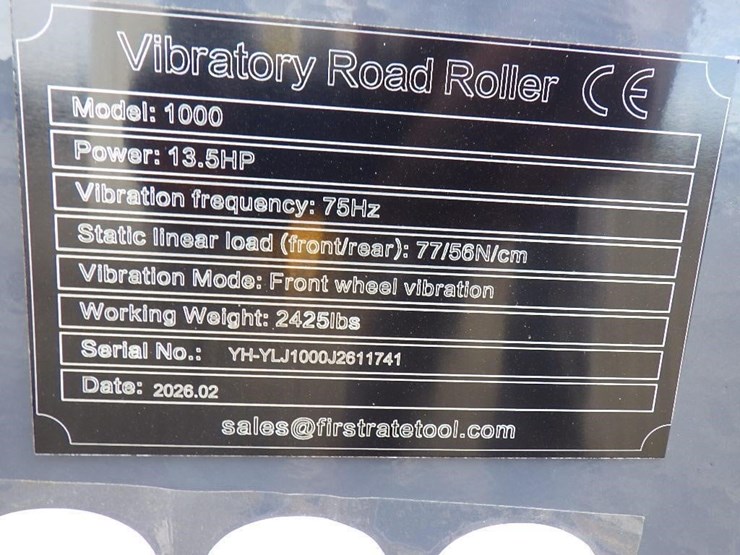 Vibratory Road Roller CE
Model: 1000
Power: 13.5HP
Vibration frequency: 75Hz
Static linear load (front/rear): 77/56N/cm
Vibration Mode: Front wheel vibration
Working Weight: 2425lbs
Serial No.: YH-YLJ1000J2611741
Date: 2026.02
sales@firstratetool.com